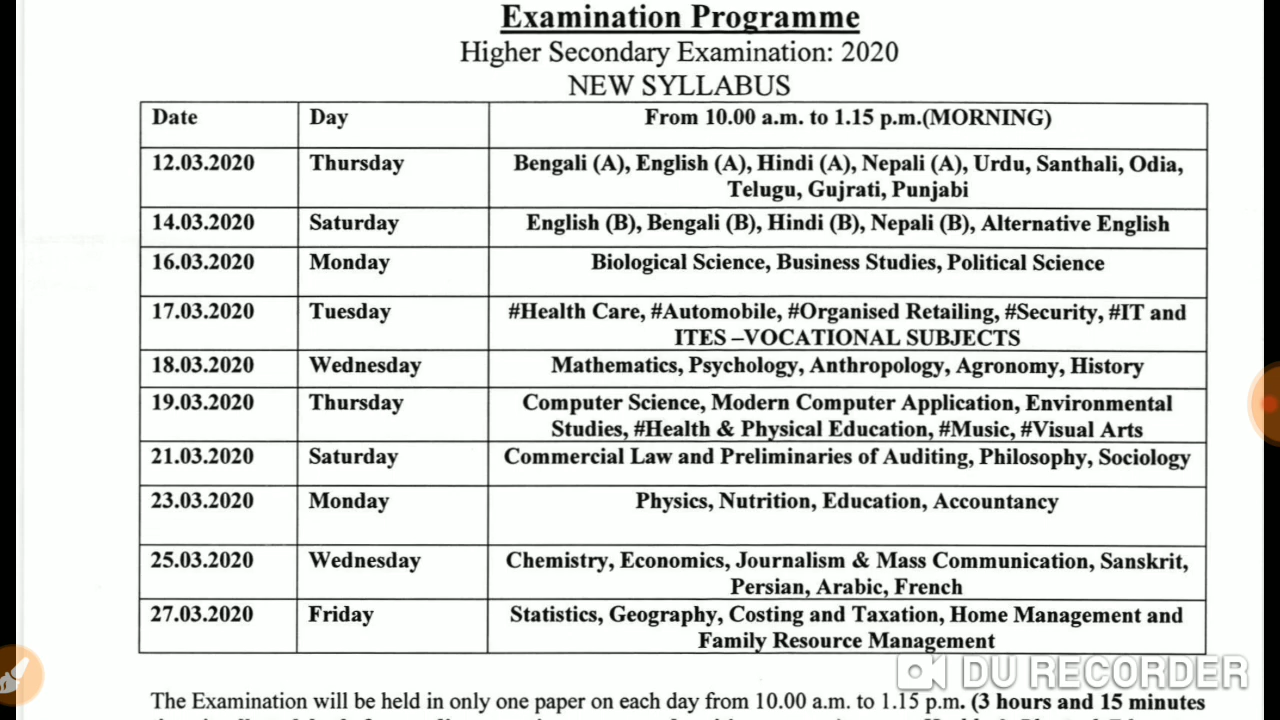 Examination Programme
Higher Secondary Examination: 2020
NEW SYLLABUS
Date Day From 10.00 a.m. to 1.15 p.m.(MORNING)
12.03.2020 Thursday Bengali (A), English (A), Hindi (A), Nepali (A), Urdu, Santhali, Odia,
Telugu, Gujrati, Punjabi
14.03.2020 Saturday English (B), Bengali (B), Hindi (B), Nepali (B), Alternative English
16.03.2020 Monday Biological Science, Business Studies, Political Science
17.03.2020 Tuesday #Health Care, #Automobile, #Organised Retailing, #Security, #IT and
ITES –VOCATIONAL SUBJECTS
18.03.2020 Wednesday Mathematics, Psychology, Anthropology, Agronomy, History
19.03.2020 Thursday Computer Science, Modern Computer Application, Environmental
Studies, #Health & Physical Education, #Music, #Visual Arts
21.03.2020 Saturday Commercial Law and Preliminaries of Auditing, Philosophy, Sociology
23.03.2020 Monday Physics, Nutrition, Education, Accountancy
25.03.2020 Wednesday Chemistry, Economics, Journalism & Mass Communication, Sanskrit,
Persian, Arabic, French
27.03.2020 Friday Statistics, Geography, Costing and Taxation, Home Management and
Family Resource Management
DU RECORDER
The Examination will be held in only one paper on each day from 10.00 a.m. to 1.15 p.m. (3 hours and 15 minutes